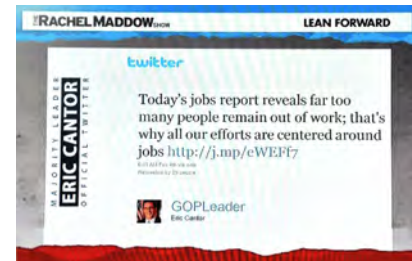 THE RACHEL MADDOW SHOW
LEAN FORWARD
MAJORITY LEADER
ERIC CANTOR
OFFICIAL TWITTER
twitter
Today's jobs report reveals far too
many people remain out of work; that's
why all our efforts are centered around
jobs http://j.mp/eWEFf7
GOPLeader
Eric Cantor